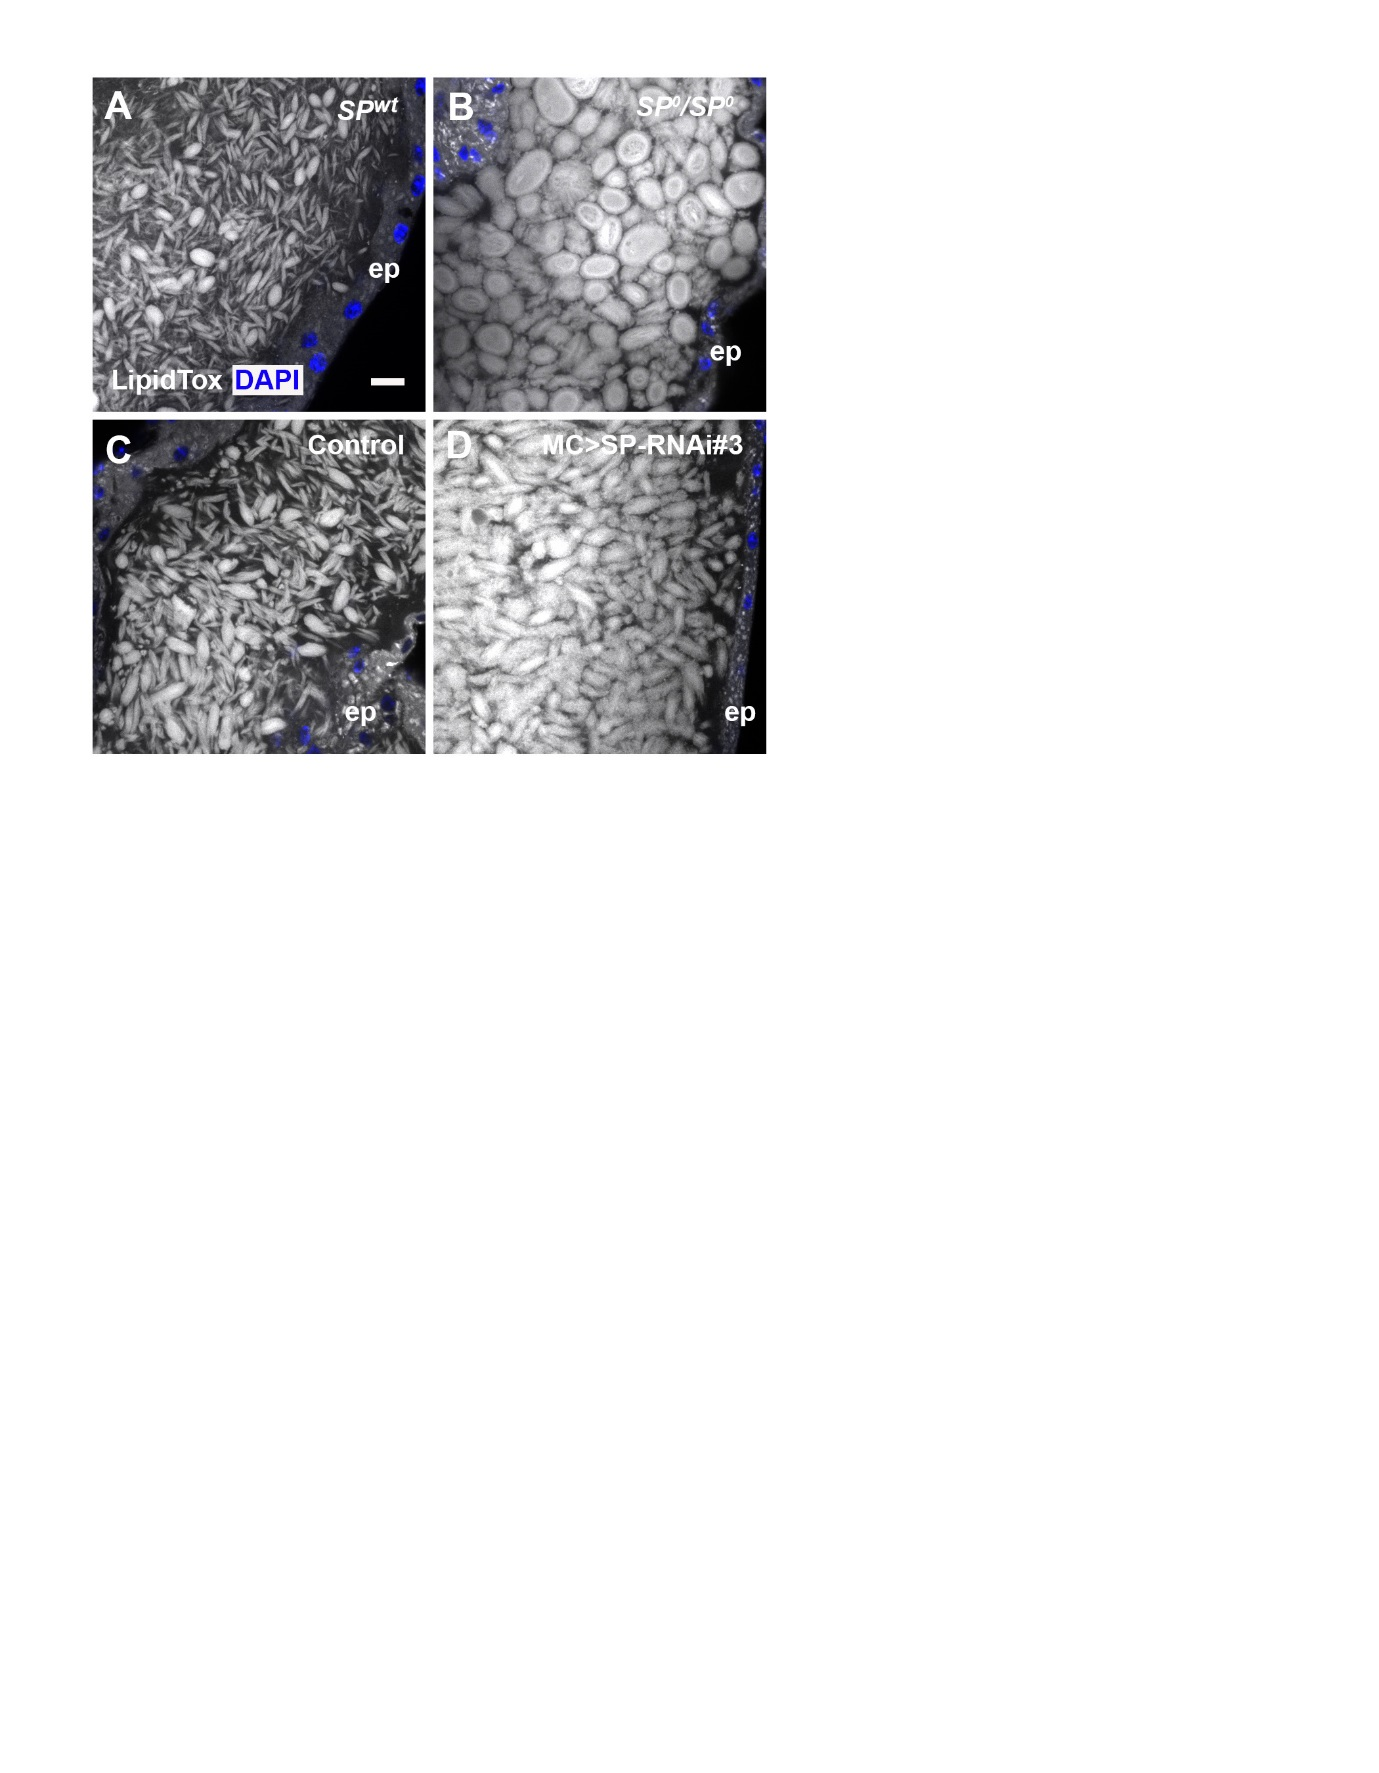 A SPwt
B SP⁰/SP⁰
ep
ep
LipidTox DAPI
C Control
D MC>SP-RNAi#3
ep
ep